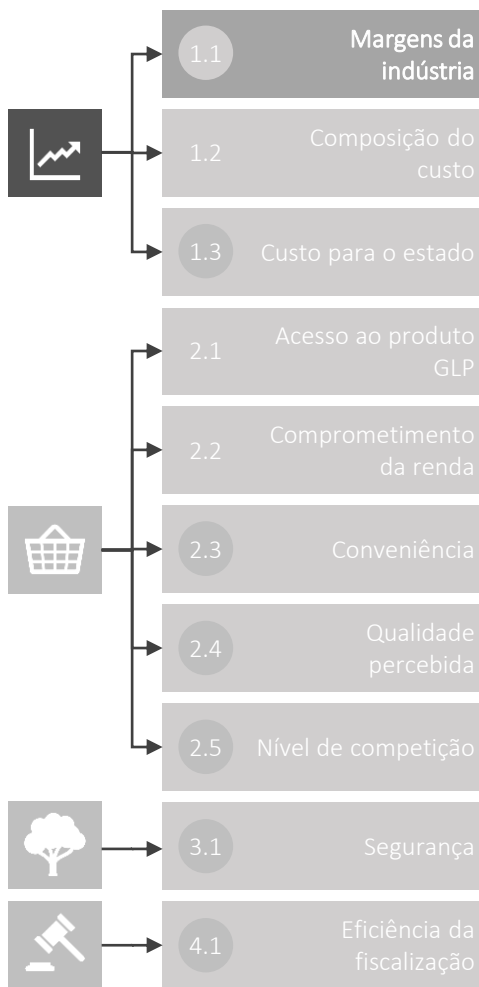 1.1
Margens da
indústria
1.2
Composição do
custo
1.3
Custo para o estado
2.1
Acesso ao produto
GLP
2.2
Comprometimento
da renda
2.3
Conveniência
2.4
Qualidade
percebida
2.5
Nível de competição
3.1
Segurança
4.1
Eficiência da
fiscalização